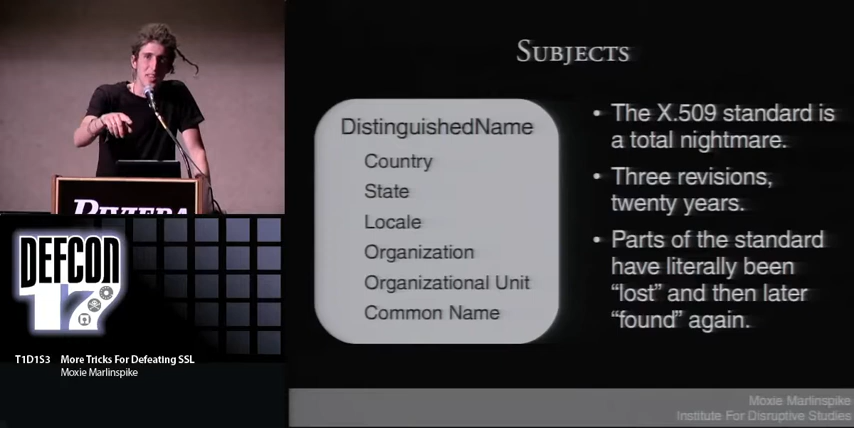 SUBJECTS
DistinguishedName
Country
State
Locale
Organization
Organizational Unit
Common Name
• The X.509 standard is
a total nightmare.
• Three revisions,
twenty years.
• Parts of the standard
have literally been
“lost” and then later
“found” again.
RIVIERA
DEFCON
17
T1D1S3 More Tricks For Defeating SSL
Moxie Marlinspike
Moxie Marlinspike
Institute For Disruptive Studies